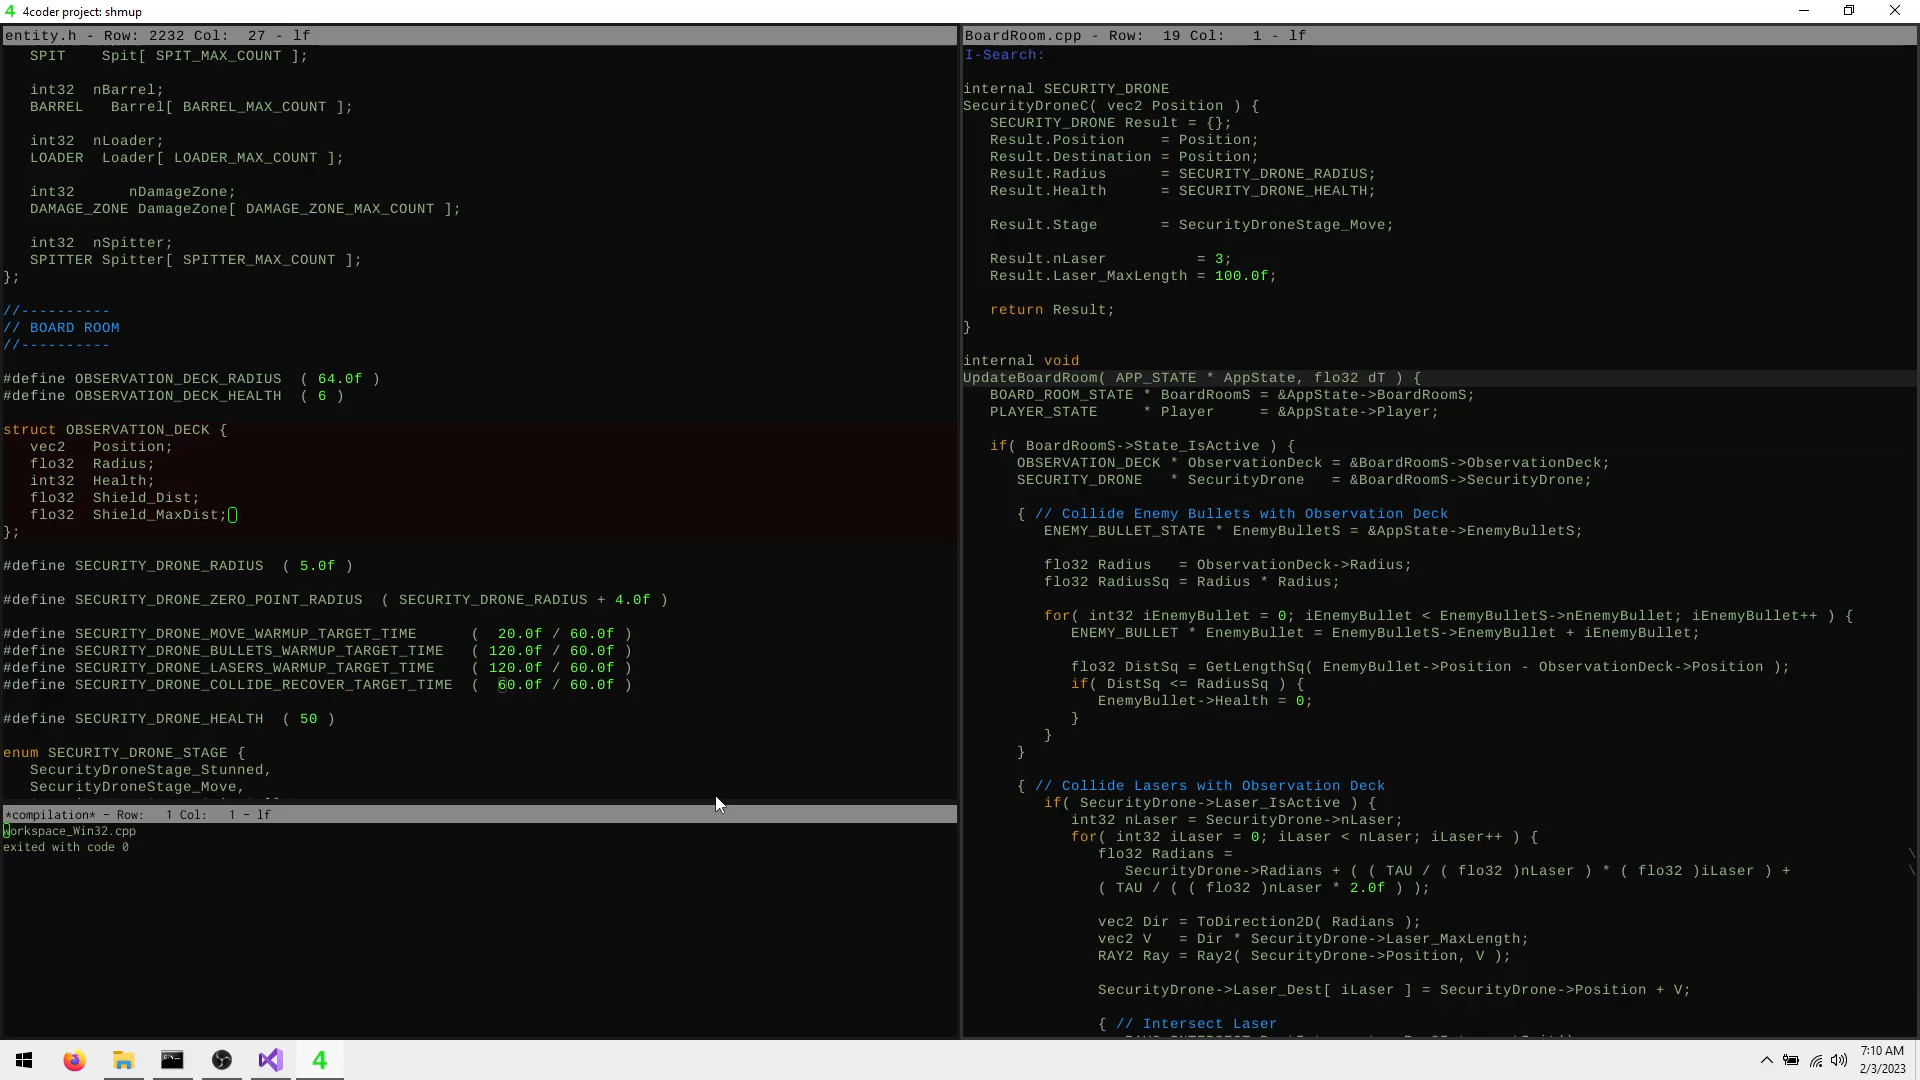 4coder project: shmup
entity.h - Row: 2232 Col:  27 - lf
SPIT    Spit[ SPIT_MAX_COUNT ];
int32  nBarrel;
BARREL   Barrel[ BARREL_MAX_COUNT ];
int32  nLoader;
LOADER  Loader[ LOADER_MAX_COUNT ];
int32      nDamageZone;
DAMAGE_ZONE DamageZone[ DAMAGE_ZONE_MAX_COUNT ];
int32  nSpitter;
SPITTER Spitter[ SPITTER_MAX_COUNT ];
};
//----------
// BOARD ROOM
//----------
#define OBSERVATION_DECK_RADIUS  ( 64.0f )
#define OBSERVATION_DECK_HEALTH  ( 6 )
struct OBSERVATION_DECK {
vec2   Position;
flo32  Radius;
int32  Health;
flo32  Shield_Dist;
flo32  Shield_MaxDist;
};
#define SECURITY_DRONE_RADIUS  ( 5.0f )
#define SECURITY_DRONE_ZERO_POINT_RADIUS  ( SECURITY_DRONE_RADIUS + 4.0f )
#define SECURITY_DRONE_MOVE_WARMUP_TARGET_TIME      (  20.0f / 60.0f )
#define SECURITY_DRONE_BULLETS_WARMUP_TARGET_TIME   ( 120.0f / 60.0f )
#define SECURITY_DRONE_LASERS_WARMUP_TARGET_TIME    ( 120.0f / 60.0f )
#define SECURITY_DRONE_COLLIDE_RECOVER_TARGET_TIME  (  60.0f / 60.0f )
#define SECURITY_DRONE_HEALTH  ( 50 )
enum SECURITY_DRONE_STAGE {
SecurityDroneStage_Stunned,
SecurityDroneStage_Move,
*compilation* - Row:   1 Col:   1 - lf
workspace_Win32.cpp
exited with code 0
BoardRoom.cpp - Row:  19 Col:   1 - lf
I-Search:
internal SECURITY_DRONE
SecurityDroneC( vec2 Position ) {
SECURITY_DRONE Result = {};
Result.Position    = Position;
Result.Destination = Position;
Result.Radius      = SECURITY_DRONE_RADIUS;
Result.Health      = SECURITY_DRONE_HEALTH;
Result.Stage       = SecurityDroneStage_Move;
Result.nLaser          = 3;
Result.Laser_MaxLength = 100.0f;
return Result;
}
internal void
UpdateBoardRoom( APP_STATE * AppState, flo32 dT ) {
BOARD_ROOM_STATE * BoardRoomS = &AppState->BoardRoomS;
PLAYER_STATE     * Player     = &AppState->Player;
if( BoardRoomS->State_IsActive ) {
OBSERVATION_DECK * ObservationDeck = &BoardRoomS->ObservationDeck;
SECURITY_DRONE   * SecurityDrone   = &BoardRoomS->SecurityDrone;
{ // Collide Enemy Bullets with Observation Deck
ENEMY_BULLET_STATE * EnemyBulletS = &AppState->EnemyBulletS;
flo32 Radius   = ObservationDeck->Radius;
flo32 RadiusSq = Radius * Radius;
for( int32 iEnemyBullet = 0; iEnemyBullet < EnemyBulletS->nEnemyBullet; iEnemyBullet++ ) {
ENEMY_BULLET * EnemyBullet = EnemyBulletS->EnemyBullet + iEnemyBullet;
flo32 DistSq = GetLengthSq( EnemyBullet->Position - ObservationDeck->Position );
if( DistSq <= RadiusSq ) {
EnemyBullet->Health = 0;
}
}
}
{ // Collide Lasers with Observation Deck
if( SecurityDrone->Laser_IsActive ) {
int32 nLaser = SecurityDrone->nLaser;
for( int32 iLaser = 0; iLaser < nLaser; iLaser++ ) {
flo32 Radians = \
SecurityDrone->Radians + ( ( TAU / ( flo32 )nLaser ) * ( flo32 )iLaser ) + \
( TAU / ( ( flo32 )nLaser * 2.0f ) );
vec2 Dir = ToDirection2D( Radians );
vec2 V   = Dir * SecurityDrone->Laser_MaxLength;
RAY2 Ray = Ray2( SecurityDrone->Position, V );
SecurityDrone->Laser_Dest[ iLaser ] = SecurityDrone->Position + V;
{ // Intersect Laser
7:10 AM
2/3/2023